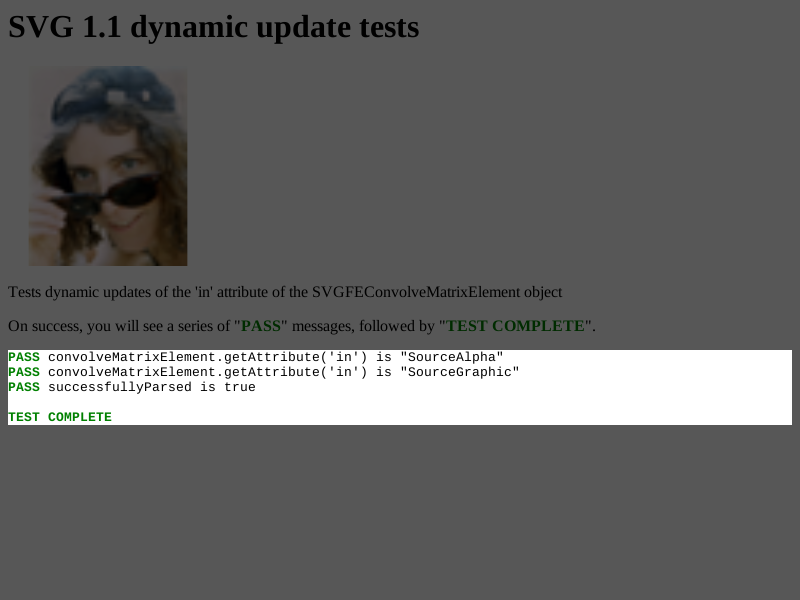 SVG 1.1 dynamic update tests
Tests dynamic updates of the 'in' attribute of the SVGFEConvolveMatrixElement object
On success, you will see a series of "PASS" messages, followed by "TEST COMPLETE".
PASS convolveMatrixElement.getAttribute('in') is "SourceAlpha"
PASS convolveMatrixElement.getAttribute('in') is "SourceGraphic"
PASS successfullyParsed is true
TEST COMPLETE